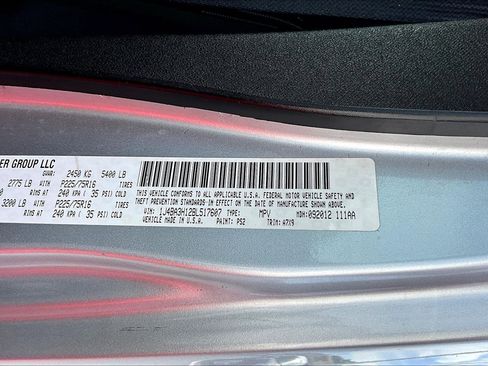 ER GROUP LLC
GVWR: 2450 KG 5400 LB
2775 LB WITH P225/75R16 TIRES
RIMS AT 240 KPA ( 35 PSI) COLD
3200 LB WITH P225/75R16 TIRES
RIMS AT 240 KPA ( 35 PSI) COLD
THIS VEHICLE CONFORMS TO ALL APPLICABLE U.S.A. FEDERAL MOTOR VEHICLE SAFETY AND
THEFT PREVENTION STANDARDS IN EFFECT ON THE DATE OF MANUFACTURE SHOWN ABOVE.
VIN: 1J4BA3H12BL517607 TYPE: MPV MDH: 092012 111AA
VEHICLE MADE IN U.S.A. PAINT: PS2 TRIM: A7X9